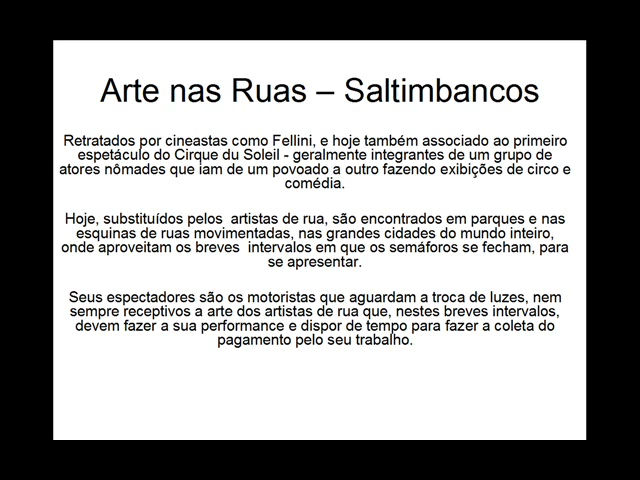 Arte nas Ruas – Saltimbancos
Retratados por cineastas como Fellini, e hoje também associado ao primeiro
espetáculo do Cirque du Soleil - geralmente integrantes de um grupo de
atores nômades que iam de um povoado a outro fazendo exibições de circo e
comédia.
Hoje, substituídos pelos  artistas de rua, são encontrados em parques e nas
esquinas de ruas movimentadas, nas grandes cidades do mundo inteiro,
onde aproveitam os breves  intervalos em que os semáforos se fecham, para
se apresentar.
Seus espectadores são os motoristas que aguardam a troca de luzes, nem
sempre receptivos a arte dos artistas de rua que, nestes breves intervalos,
devem fazer a sua performance e dispor de tempo para fazer a coleta do
pagamento pelo seu trabalho.